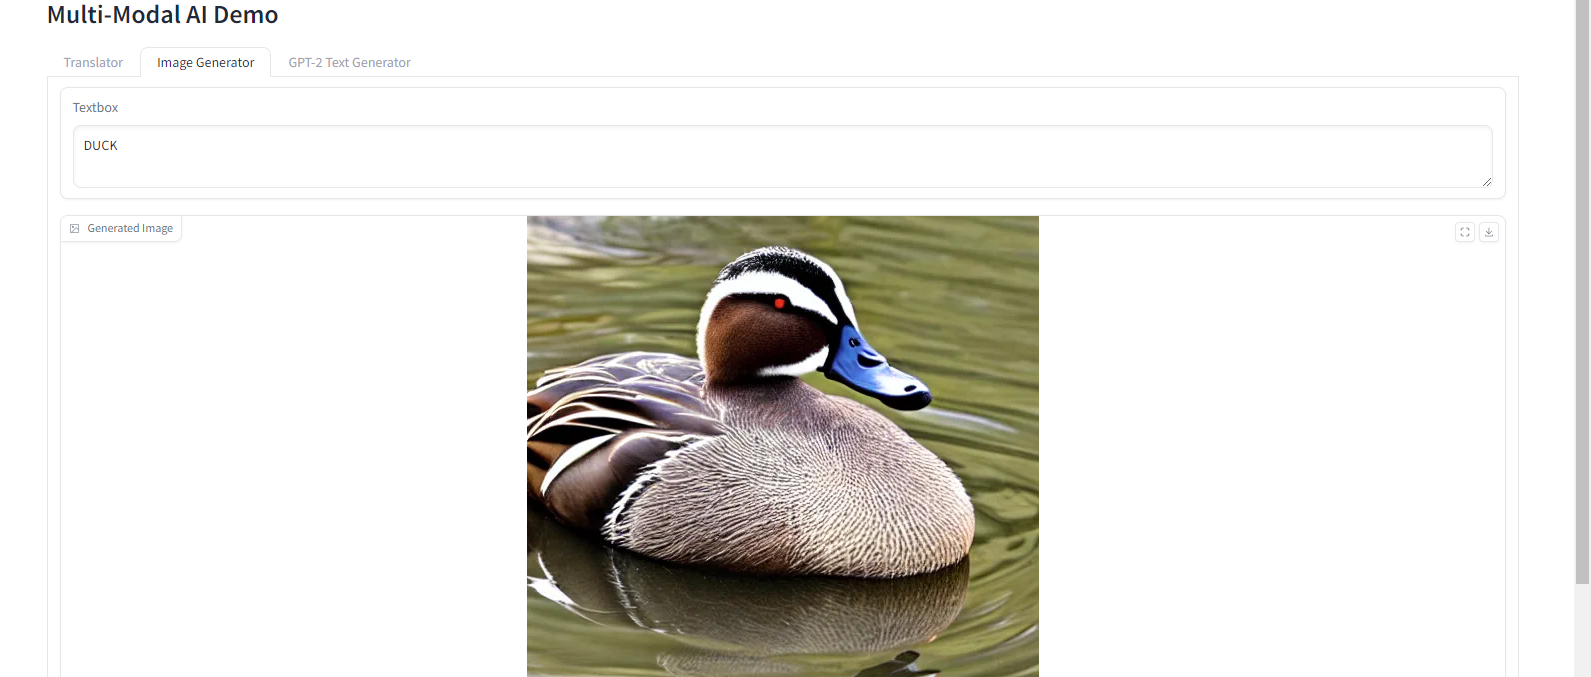 Multi-Modal AI Demo
Translator Image Generator GPT-2 Text Generator
Textbox
DUCK
Generated Image